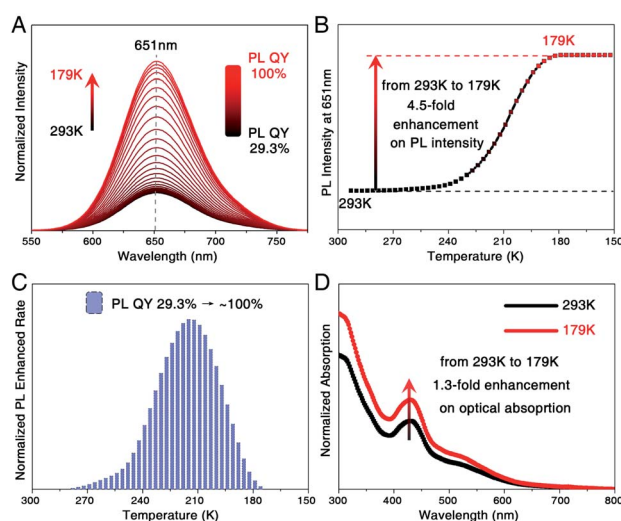 A
651nm
179K
293K
PL QY
100%
PL QY
29.3%
Normalized Intensity
550 600 650 700 750
Wavelength (nm)
B
179K
from 293K to 179K
4.5-fold
enhancement
on PL intensity
293K
PL Intensity at 651nm
300 270 240 210 180 150
Temperature (K)
C
PL QY 29.3% → ~100%
Normalized PL Enhanced Rate
300 270 240 210 180 150
Temperature (K)
D
293K
179K
from 293K to 179K
1.3-fold enhancement
on optical absoprtion
Normalized Absorption
300 400 500 600 700 800
Wavelength (nm)